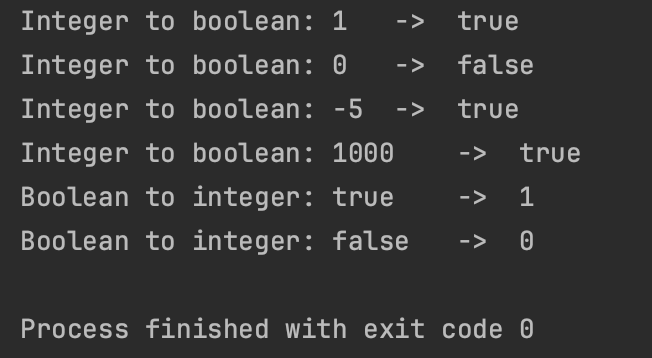 Integer to boolean: 1   ->  true
Integer to boolean: 0   ->  false
Integer to boolean: -5  ->  true
Integer to boolean: 1000    ->  true
Boolean to integer: true    ->  1
Boolean to integer: false   ->  0
Process finished with exit code 0